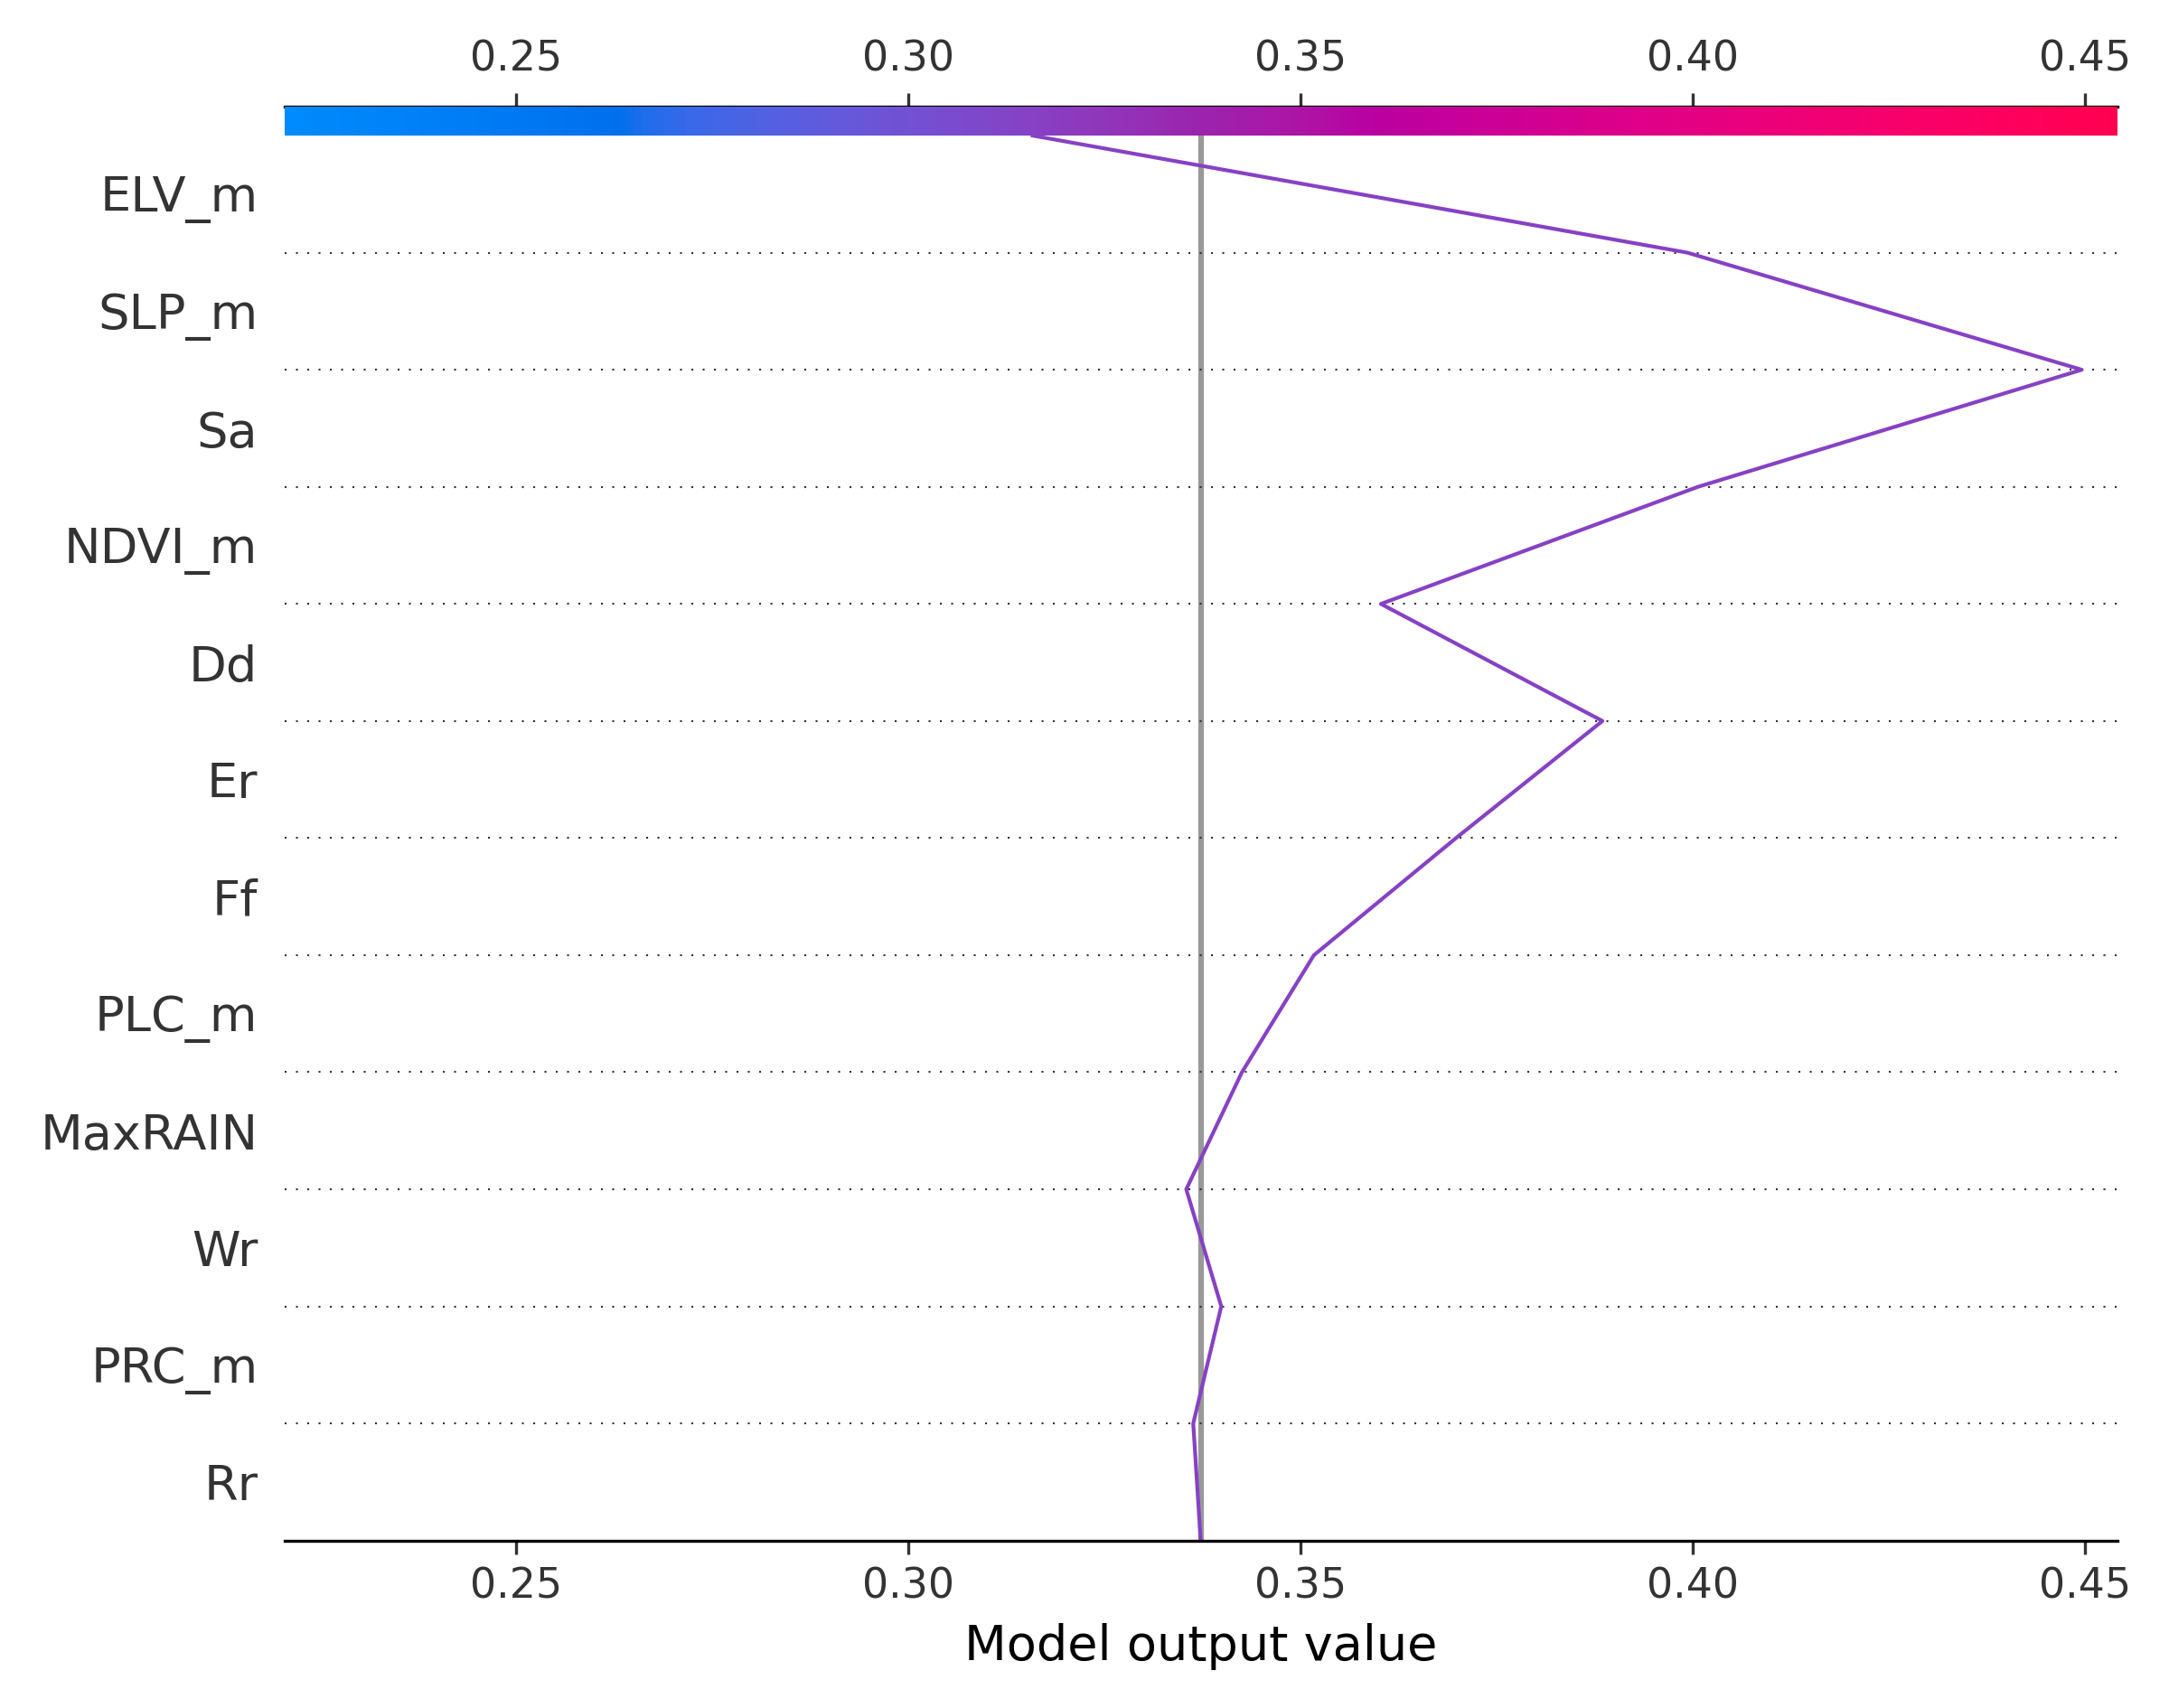 0.25 0.30 0.35 0.40 0.45
ELV_m
SLP_m
Sa
NDVI_m
Dd
Er
Ff
PLC_m
MaxRAIN
Wr
PRC_m
Rr
0.25 0.30 0.35 0.40 0.45
Model output value